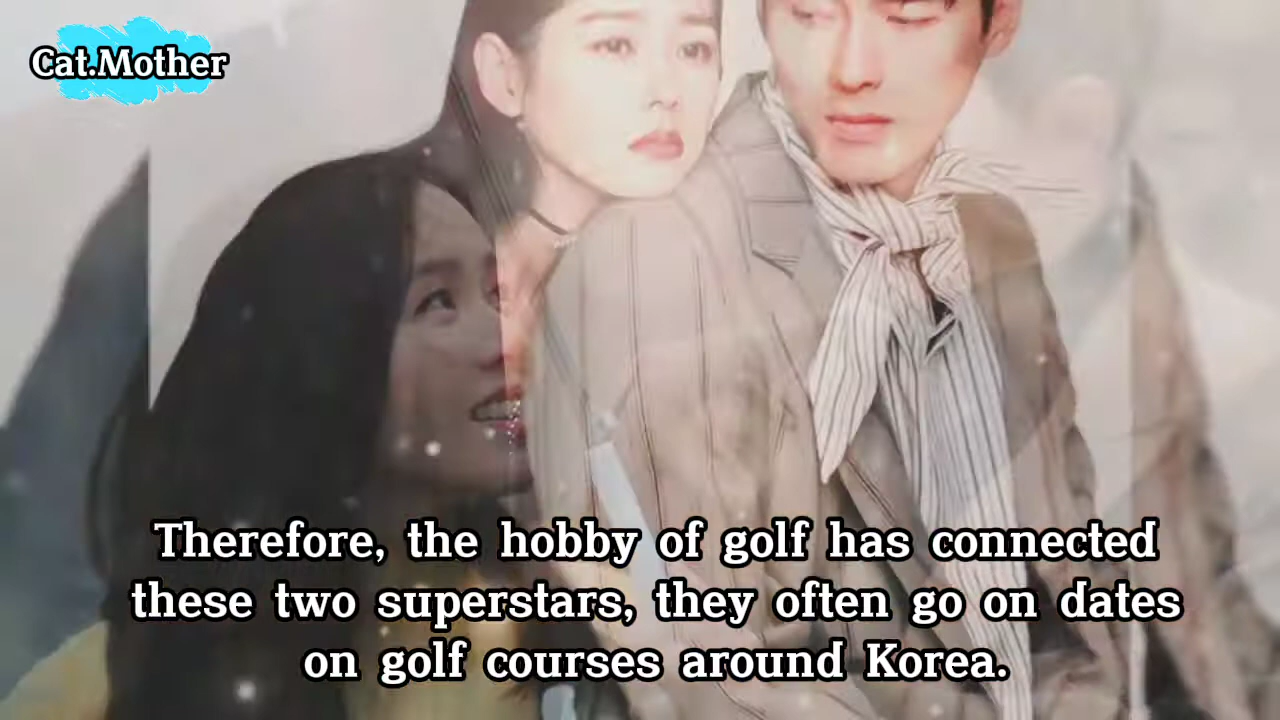 Cat.Mother
Therefore, the hobby of golf has connected
these two superstars, they often go on dates
on golf courses around Korea.